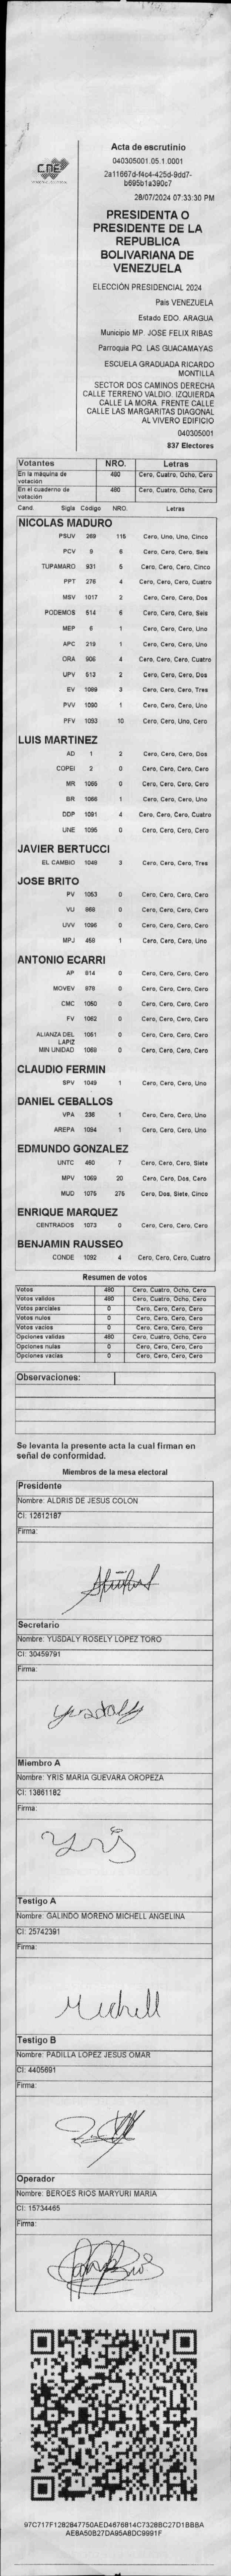 CNE
Acta de escrutinio
040305001.05.1.0001
2a11667d-f4c4-425d-9dd7-
b695b1a390c7
28/07/2024 07:33:30 PM
PRESIDENTA O
PRESIDENTE DE LA
REPUBLICA
BOLIVARIANA DE
VENEZUELA
ELECCIÓN PRESIDENCIAL 2024
Pais VENEZUELA
Estado EDO. ARAGUA
Municipio MP. JOSE FELIX RIBAS
Parroquia PQ. LAS GUACAMAYAS
ESCUELA GRADUADA RICARDO
MONTILLA
SECTOR DOS CAMINOS DERECHA
CALLE TERRENO VALDIO. IZQUIERDA
CALLE LA MORA. FRENTE CALLE
CALLE LAS MARGARITAS DIAGONAL
AL VIVERO EDIFICIO
040305001
837 Electores
Votantes NRO. Letras
En la máquina de votación 480 Cero, Cuatro, Ocho, Cero
En el cuaderno de votación 480 Cero, Cuatro, Ocho, Cero
Cand. Sigla Código NRO. Letras
NICOLAS MADURO
PSUV 269 115 Cero, Uno, Uno, Cinco
PCV 9 6 Cero, Cero, Cero, Seis
TUPAMARO 931 5 Cero, Cero, Cero, Cinco
PPT 276 4 Cero, Cero, Cero, Cuatro
MSV 1017 2 Cero, Cero, Cero, Dos
PODEMOS 514 6 Cero, Cero, Cero, Seis
MEP 6 1 Cero, Cero, Cero, Uno
APC 219 1 Cero, Cero, Cero, Uno
ORA 906 4 Cero, Cero, Cero, Cuatro
UPV 513 2 Cero, Cero, Cero, Dos
EV 1089 3 Cero, Cero, Cero, Tres
PVV 1090 1 Cero, Cero, Cero, Uno
PFV 1093 10 Cero, Cero, Uno, Cero
LUIS MARTINEZ
AD 1 2 Cero, Cero, Cero, Dos
COPEI 2 0 Cero, Cero, Cero, Cero
MR 1065 0 Cero, Cero, Cero, Cero
BR 1066 1 Cero, Cero, Cero, Uno
DDP 1091 4 Cero, Cero, Cero, Cuatro
UNE 1095 0 Cero, Cero, Cero, Cero
JAVIER BERTUCCI
EL CAMBIO 1048 3 Cero, Cero, Cero, Tres
JOSE BRITO
PV 1053 0 Cero, Cero, Cero, Cero
VU 968 0 Cero, Cero, Cero, Cero
UVV 1096 0 Cero, Cero, Cero, Cero
MPJ 458 1 Cero, Cero, Cero, Uno
ANTONIO ECARRI
AP 914 0 Cero, Cero, Cero, Cero
MOVEV 979 0 Cero, Cero, Cero, Cero
CMC 1050 0 Cero, Cero, Cero, Cero
FV 1052 0 Cero, Cero, Cero, Cero
ALIANZA DEL LAPIZ 1051 0 Cero, Cero, Cero, Cero
MIN UNIDAD 1069 0 Cero, Cero, Cero, Cero
CLAUDIO FERMIN
SPV 1049 1 Cero, Cero, Cero, Uno
DANIEL CEBALLOS
VPA 236 1 Cero, Cero, Cero, Uno
AREPA 1094 1 Cero, Cero, Cero, Uno
EDMUNDO GONZALEZ
UNTC 460 7 Cero, Cero, Cero, Siete
MPV 1069 20 Cero, Cero, Dos, Cero
MUD 1075 275 Cero, Dos, Siete, Cinco
ENRIQUE MARQUEZ
CENTRADOS 1073 0 Cero, Cero, Cero, Cero
BENJAMIN RAUSSEO
CONDE 1092 4 Cero, Cero, Cero, Cuatro
Resumen de votos
Votos 480 Cero, Cuatro, Ocho, Cero
Votos validos 480 Cero, Cuatro, Ocho, Cero
Votos parciales 0 Cero, Cero, Cero, Cero
Votos nulos 0 Cero, Cero, Cero, Cero
Votos vacios 0 Cero, Cero, Cero, Cero
Opciones validas 480 Cero, Cuatro, Ocho, Cero
Opciones nulas 0 Cero, Cero, Cero, Cero
Opciones vacias 0 Cero, Cero, Cero, Cero
Observaciones:
Se levanta la presente acta la cual firman en
señal de conformidad.
Miembros de la mesa electoral
Presidente
Nombre: ALDRIS DE JESUS COLON
CI: 12612187
Firma:
Secretario
Nombre: YUSDALY ROSELY LOPEZ TORO
CI: 30459791
Firma:
Yusdaly
Miembro A
Nombre: YRIS MARIA GUEVARA OROPEZA
CI: 13861182
Firma:
Yris
Testigo A
Nombre: GALINDO MORENO MICHELL ANGELINA
CI: 25742391
Firma:
Michell
Testigo B
Nombre: PADILLA LOPEZ JESUS OMAR
CI: 4405691
Firma:
Operador
Nombre: BEROES RIOS MARYURI MARIA
CI: 15734465
Firma:
97C717F1282847750AED4676814C7328BC27D1BBBA
AE8A50B27DA95A8DC9991F